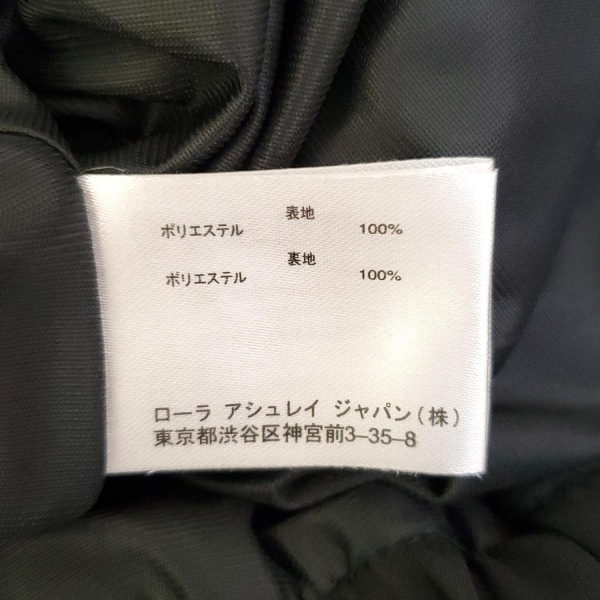 表地
ポリエステル 100%
裏地
ポリエステル 100%
ローラ アシュレイ ジャパン(株)
東京都渋谷区神宮前3-35-8